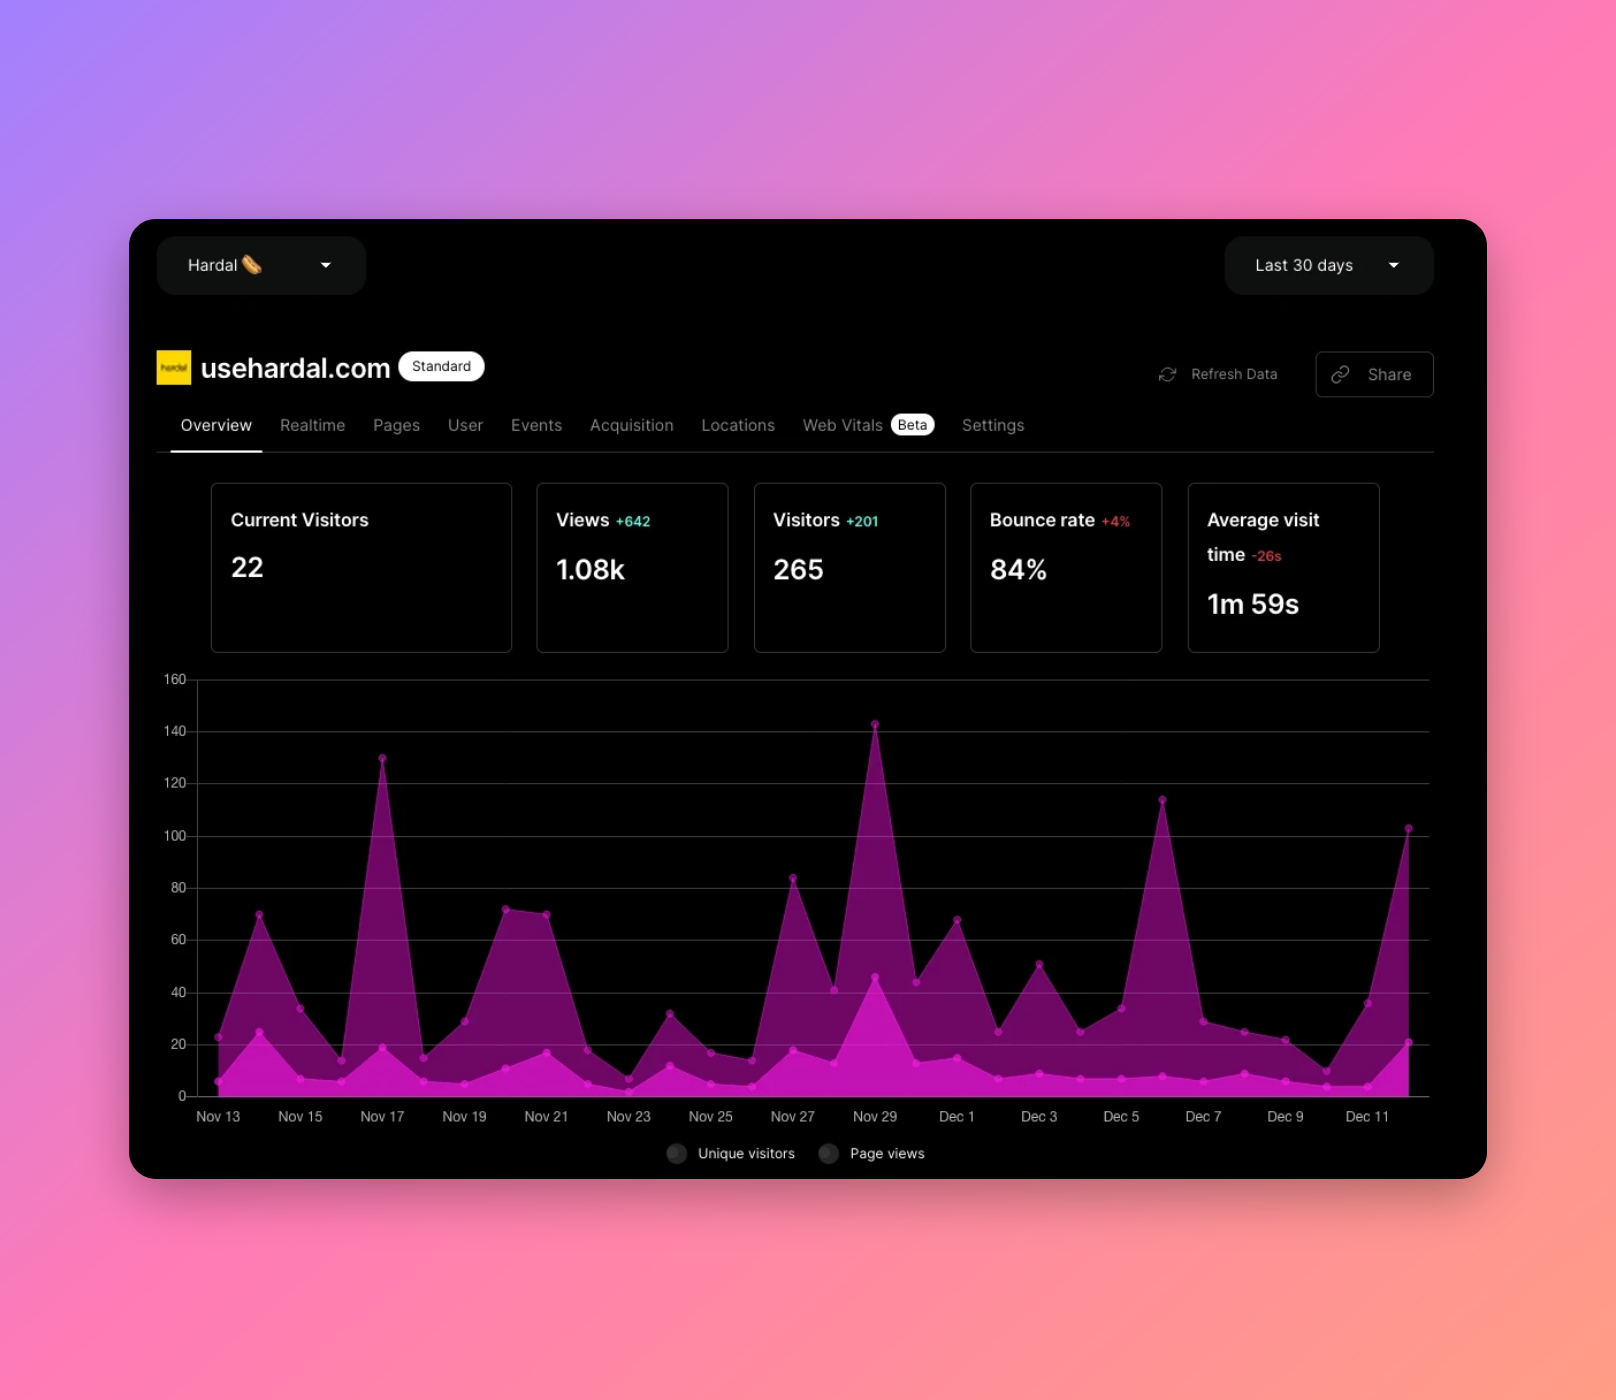 Hardal
Last 30 days
hardal
usehardal.com
Standard
Refresh Data
Share
Overview
Realtime
Pages
User
Events
Acquisition
Locations
Web Vitals
Beta
Settings
Current Visitors
22
Views +642
1.08k
Visitors +201
265
Bounce rate +4%
84%
Average visit
time -26s
1m 59s
160
140
120
100
80
60
40
20
0
Nov 13
Nov 15
Nov 17
Nov 19
Nov 21
Nov 23
Nov 25
Nov 27
Nov 29
Dec 1
Dec 3
Dec 5
Dec 7
Dec 9
Dec 11
Unique visitors
Page views